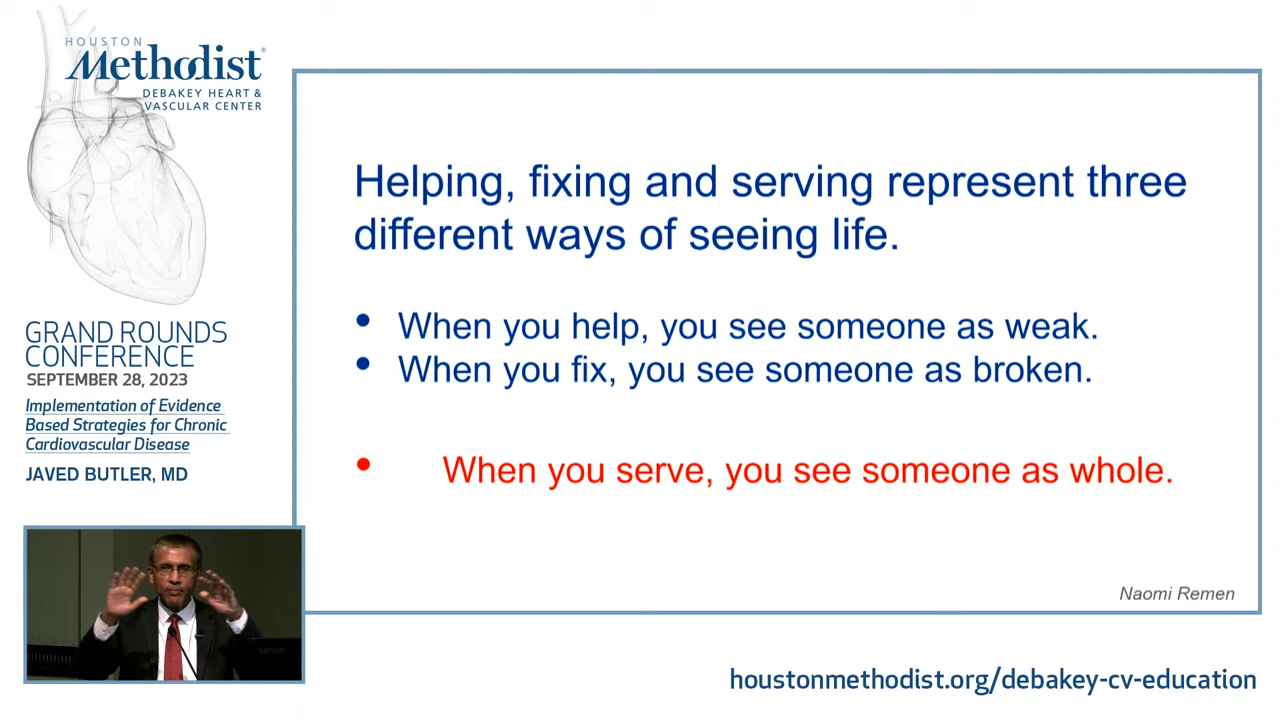 HOUSTON
Methodist®
DEBAKEY HEART &
VASCULAR CENTER
GRAND ROUNDS
CONFERENCE
SEPTEMBER 28, 2023
Implementation of Evidence
Based Strategies for Chronic
Cardiovascular Disease
JAVED BUTLER, MD
Helping, fixing and serving represent three
different ways of seeing life.
• When you help, you see someone as weak.
• When you fix, you see someone as broken.
• When you serve, you see someone as whole.
Naomi Remen
Lenovo
houstonmethodist.org/debakey-cv-education